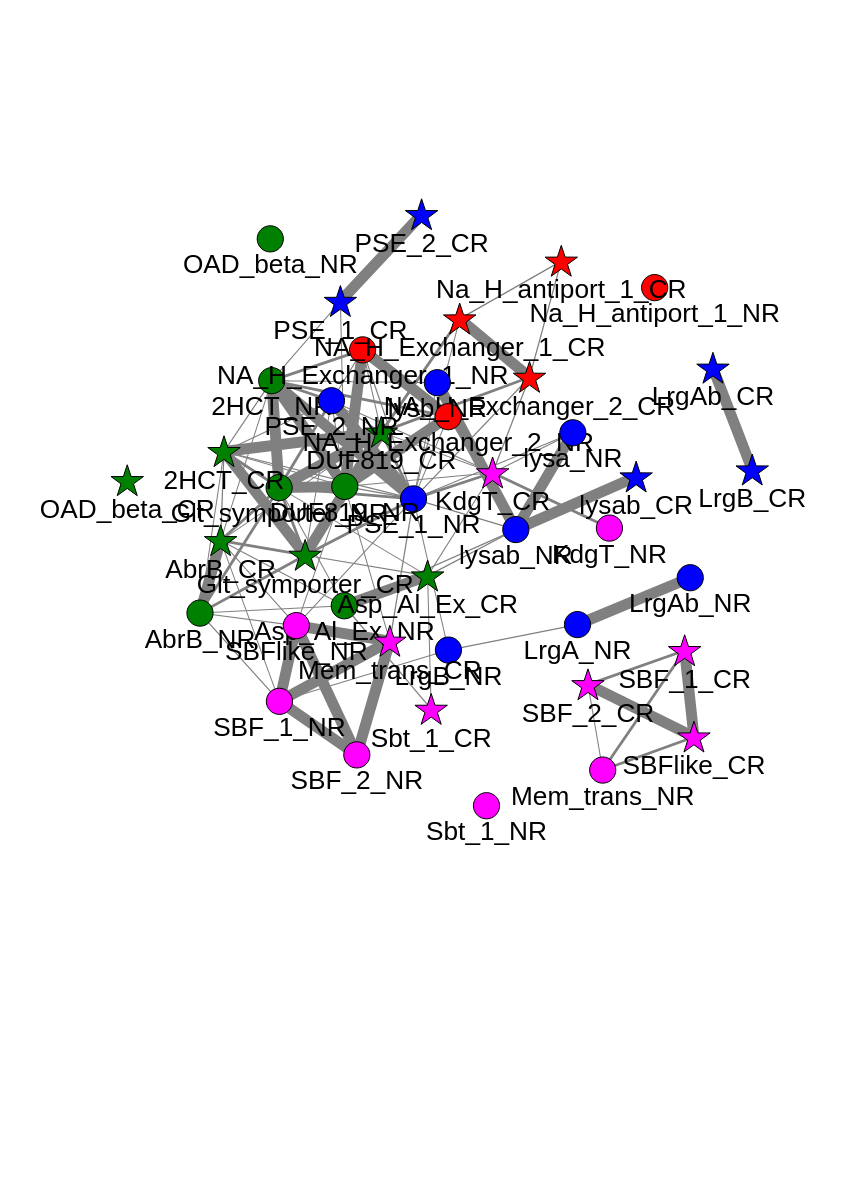 PSE_2_CR
OAD_beta_NR
Na_H_antiport_1_CR
Na_H_antiport_1_NR
PSE_1_CR
NA_H_Exchanger_1_CR
NA_H_Exchanger_1_NR
LrgAb_CR
2HCT_NR
NA_H_Exchanger_2_CR
lysb_NR
PSE_2_NR
NA_H_Exchanger_2_NR
DUF819_CR
lysa_NR
2HCT_CR
LrgB_CR
KdgT_CR
lysab_CR
OAD_beta_CR
Glt_symporter_NR
DUF819_NR
PSE_1_NR
lysab_NR
KdgT_NR
AbrB_CR
Glt_symporter_CR
Asp_Al_Ex_CR
LrgAb_NR
AbrB_NR
Asp_Al_Ex_NR
SBFlike_NR
LrgA_NR
Mem_trans_CR
LrgB_NR
SBF_1_CR
SBF_2_CR
SBF_1_NR
Sbt_1_CR
SBFlike_CR
SBF_2_NR
Mem_trans_NR
Sbt_1_NR